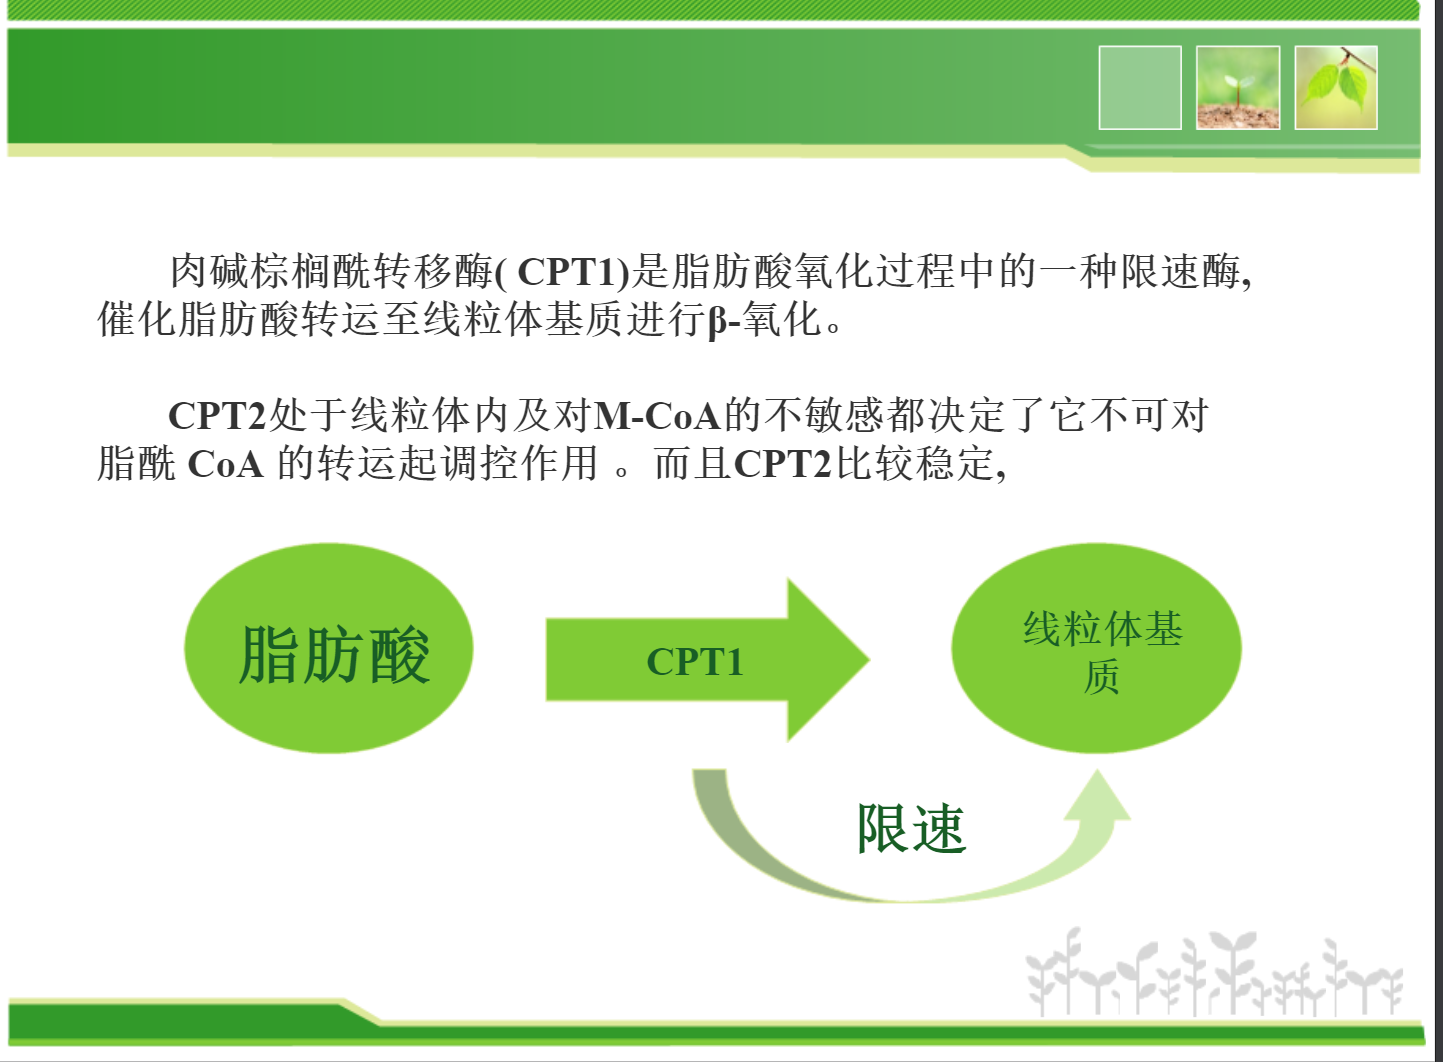 肉碱棕榈酰转移酶( CPT1)是脂肪酸氧化过程中的一种限速酶,
催化脂肪酸转运至线粒体基质进行β-氧化。
CPT2处于线粒体内及对M-CoA的不敏感都决定了它不可对
脂酰 CoA 的转运起调控作用 。而且CPT2比较稳定,
脂肪酸
CPT1
线粒体基
质
限速